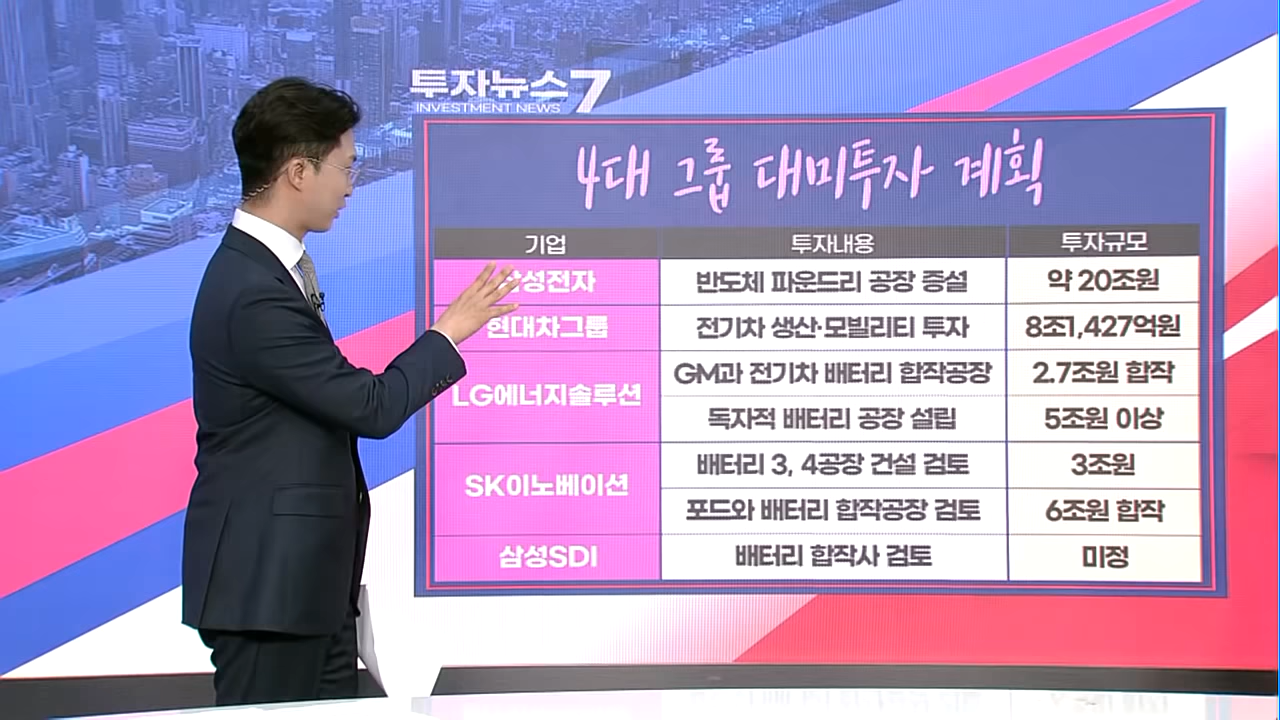 투자뉴스7
INVESTMENT NEWS
4대 그룹 대미투자 계획
기업 투자내용 투자규모
삼성전자 반도체 파운드리 공장 증설 약 20조원
현대차그룹 전기차 생산·모빌리티 투자 8조1,427억원
LG에너지솔루션 GM과 전기차 배터리 합작공장 2.7조원 합작
독자적 배터리 공장 설립 5조원 이상
SK이노베이션 배터리 3, 4공장 건설 검토 3조원
포드와 배터리 합작공장 검토 6조원 합작
삼성SDI 배터리 합작사 검토 미정